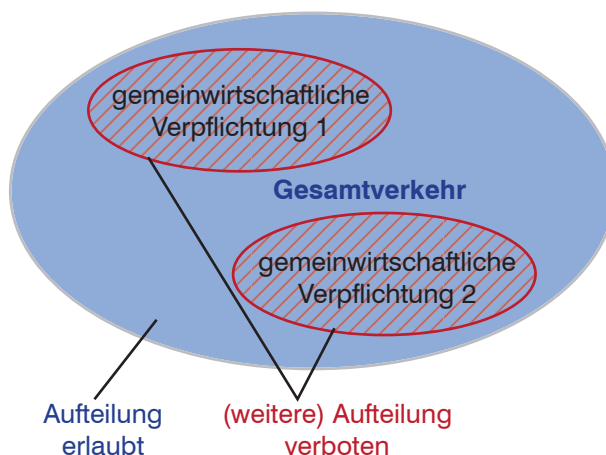 gemeinwirtschaftliche
Verpflichtung 1
Gesamtverkehr
gemeinwirtschaftliche
Verpflichtung 2
Aufteilung
erlaubt
(weitere) Aufteilung
verboten